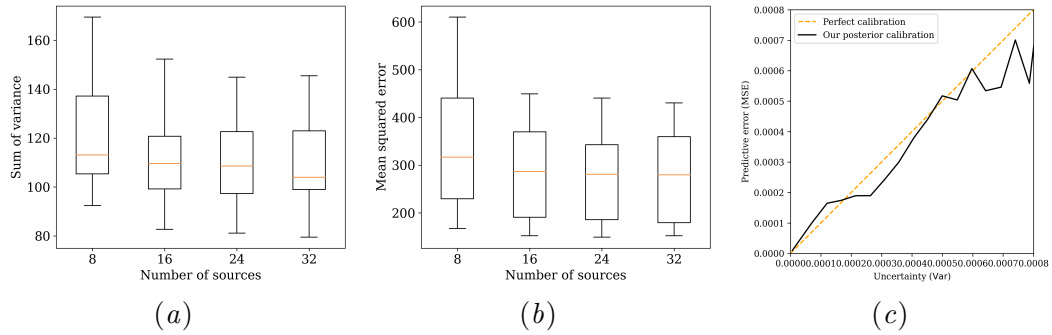 160
140
120
100
80
Sum of variance
8
16
24
32
Number of sources
(a)
600
500
400
300
200
Mean squared error
8
16
24
32
Number of sources
(b)
0.0008
0.0007
0.0006
0.0005
0.0004
0.0003
0.0002
0.0001
0.0000
Predictive error (MSE)
Perfect calibration
Our posterior calibration
0.00000.00010.00020.00030.00040.00050.00060.00070.0008
Uncertainty (Var)
(c)